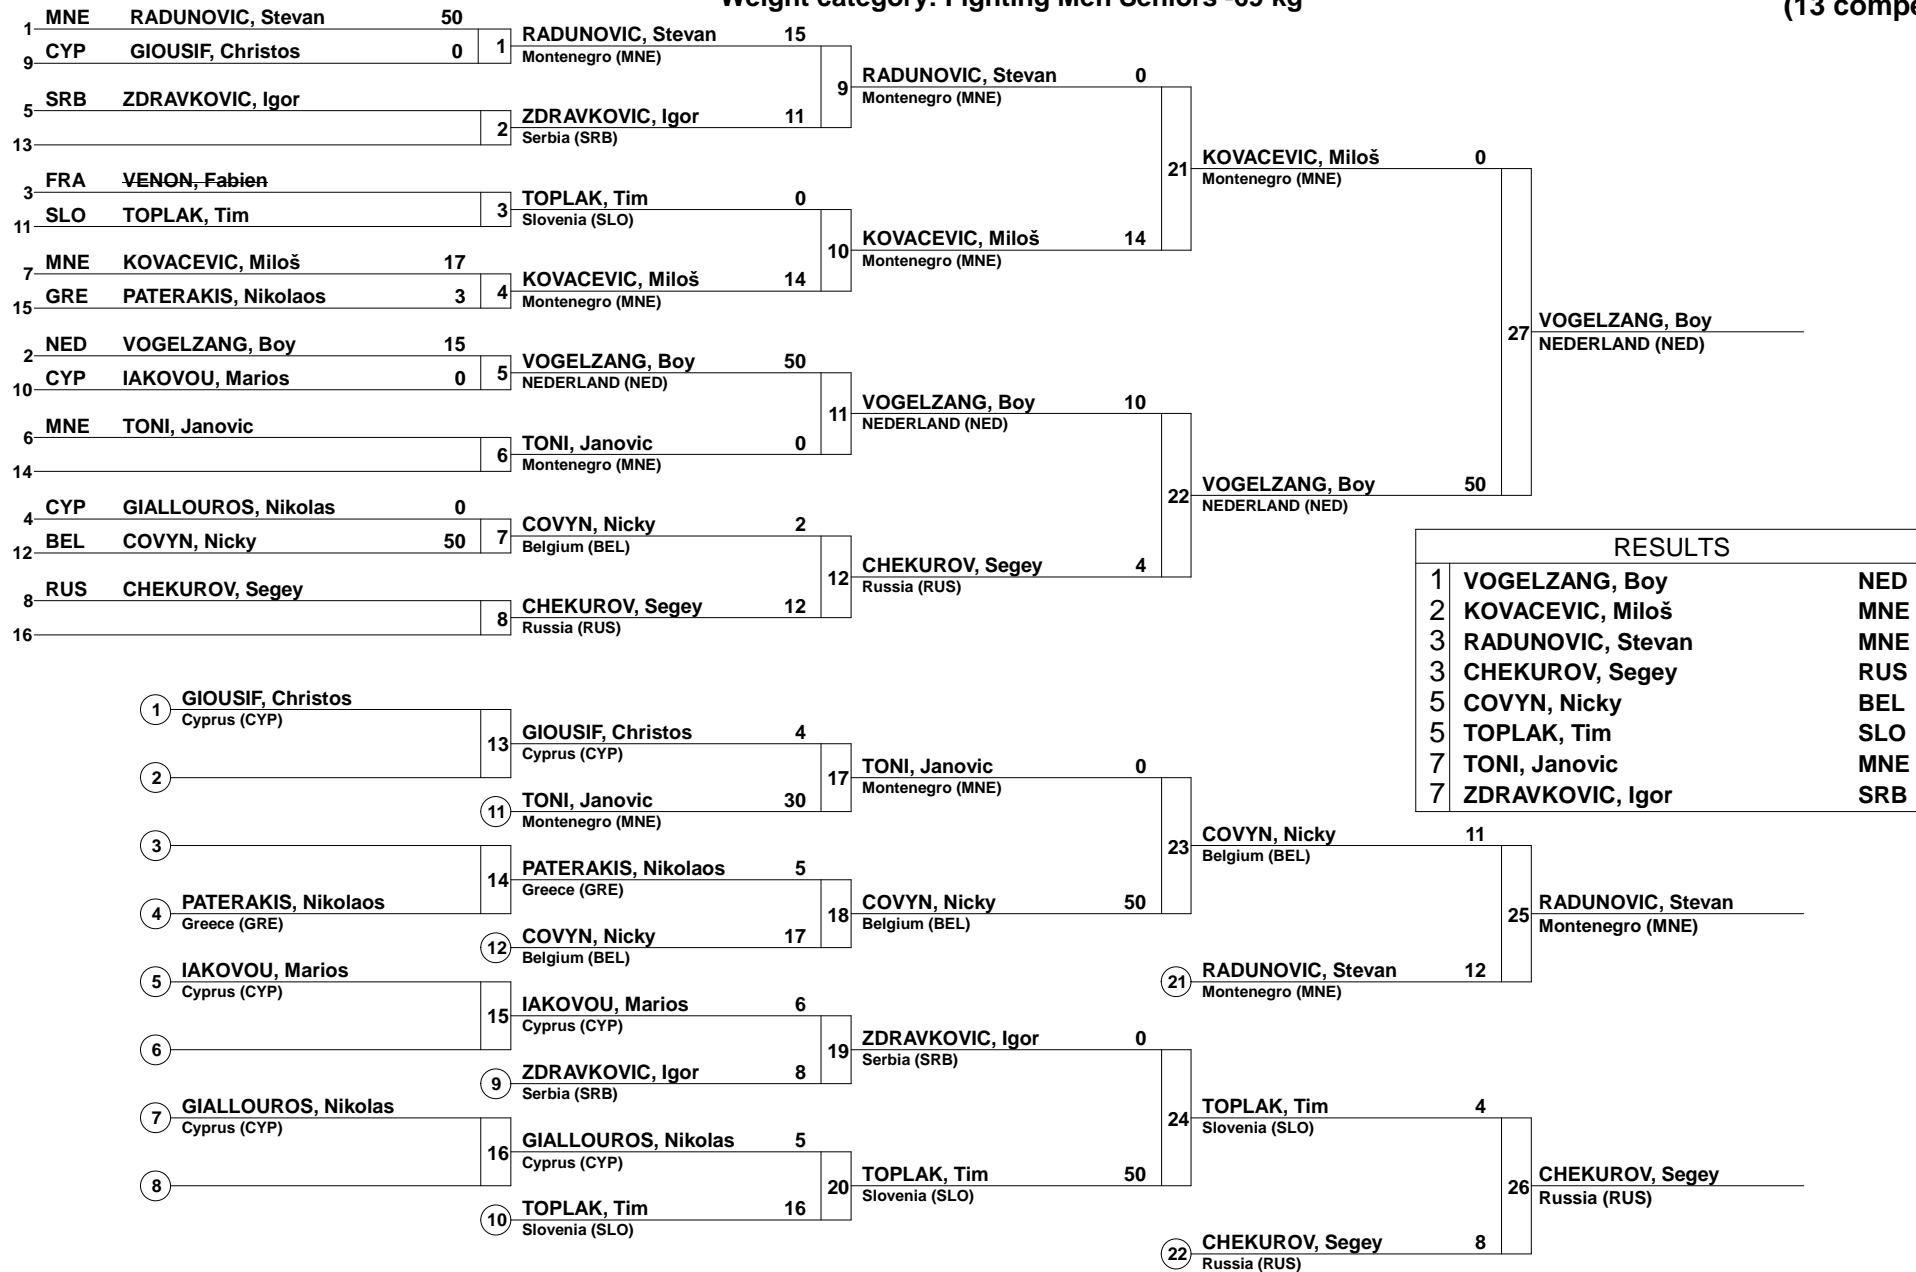 Weight category: Fighting Men Seniors -69 kg
(13 compe
1 MNE RADUNOVIC, Stevan 50
9 CYP GIOUSIF, Christos 0
1
5 SRB ZDRAVKOVIC, Igor
13
2
3 FRA VENON, Fabien
11 SLO TOPLAK, Tim
3
7 MNE KOVACEVIC, Miloš 17
15 GRE PATERAKIS, Nikolaos 3
4
2 NED VOGELZANG, Boy 15
10 CYP IAKOVOU, Marios 0
5
6 MNE TONI, Janovic
14
6
4 CYP GIALLOUROS, Nikolas 0
12 BEL COVYN, Nicky 50
7
8 RUS CHEKUROV, Segey
16
8
RADUNOVIC, Stevan 15
Montenegro (MNE)
9
ZDRAVKOVIC, Igor 11
Serbia (SRB)
TOPLAK, Tim 0
Slovenia (SLO)
10
KOVACEVIC, Miloš 14
Montenegro (MNE)
VOGELZANG, Boy 50
NEDERLAND (NED)
11
TONI, Janovic 0
Montenegro (MNE)
COVYN, Nicky 2
Belgium (BEL)
12
CHEKUROV, Segey 12
Russia (RUS)
RADUNOVIC, Stevan 0
Montenegro (MNE)
21
KOVACEVIC, Miloš 14
Montenegro (MNE)
VOGELZANG, Boy 10
NEDERLAND (NED)
22
CHEKUROV, Segey 4
Russia (RUS)
KOVACEVIC, Miloš 0
Montenegro (MNE)
27
VOGELZANG, Boy 50
NEDERLAND (NED)
VOGELZANG, Boy
NEDERLAND (NED)
RESULTS
1 VOGELZANG, Boy NED
2 KOVACEVIC, Miloš MNE
3 RADUNOVIC, Stevan MNE
3 CHEKUROV, Segey RUS
5 COVYN, Nicky BEL
5 TOPLAK, Tim SLO
7 TONI, Janovic MNE
7 ZDRAVKOVIC, Igor SRB
1 GIOUSIF, Christos
Cyprus (CYP)
13
2
3
14
4 PATERAKIS, Nikolaos
Greece (GRE)
5 IAKOVOU, Marios
Cyprus (CYP)
15
6
7 GIALLOUROS, Nikolas
Cyprus (CYP)
16
8
GIOUSIF, Christos 4
Cyprus (CYP)
17
11 TONI, Janovic 30
Montenegro (MNE)
PATERAKIS, Nikolaos 5
Greece (GRE)
18
12 COVYN, Nicky 17
Belgium (BEL)
IAKOVOU, Marios 6
Cyprus (CYP)
19
9 ZDRAVKOVIC, Igor 8
Serbia (SRB)
GIALLOUROS, Nikolas 5
Cyprus (CYP)
20
10 TOPLAK, Tim 16
Slovenia (SLO)
TONI, Janovic 0
Montenegro (MNE)
23
COVYN, Nicky 50
Belgium (BEL)
ZDRAVKOVIC, Igor 0
Serbia (SRB)
24
TOPLAK, Tim 50
Slovenia (SLO)
COVYN, Nicky 11
Belgium (BEL)
25
21 RADUNOVIC, Stevan 12
Montenegro (MNE)
TOPLAK, Tim 4
Slovenia (SLO)
26
22 CHEKUROV, Segey 8
Russia (RUS)
RADUNOVIC, Stevan
Montenegro (MNE)
CHEKUROV, Segey
Russia (RUS)